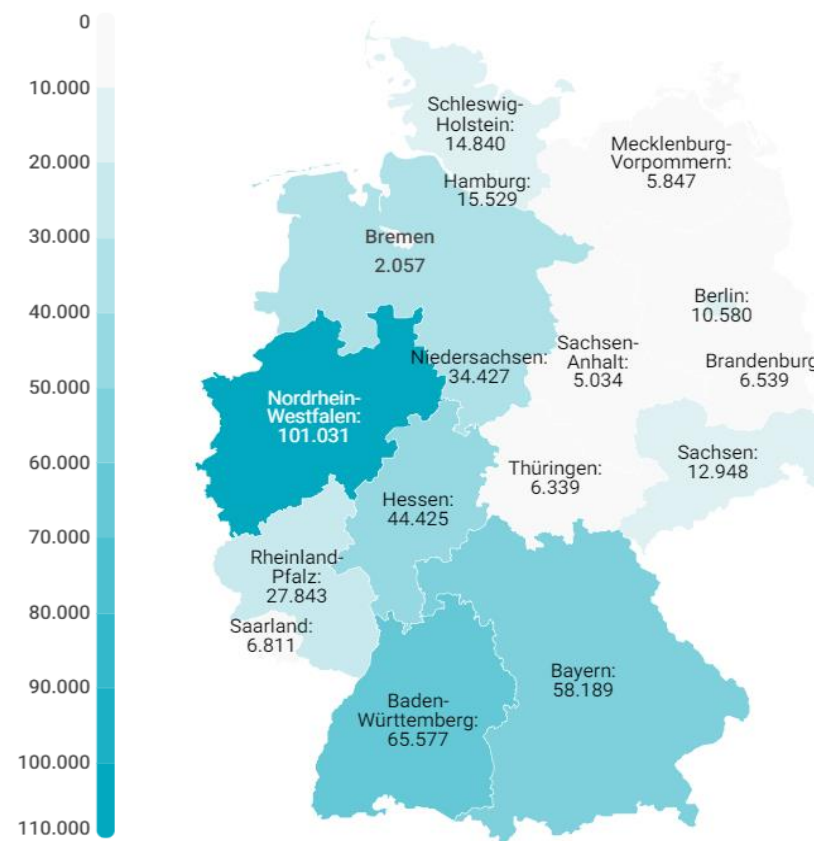 0
10.000
20.000
30.000
40.000
50.000
60.000
70.000
80.000
90.000
100.000
110.000
Schleswig-
Holstein:
14.840
Mecklenburg-
Vorpommern:
5.847
Hamburg:
15.529
Bremen
2.057
Berlin:
10.580
Niedersachsen:
34.427
Sachsen-
Anhalt:
5.034
Brandenburg
6.539
Nordrhein-
Westfalen:
101.031
Sachsen:
12.948
Thüringen:
6.339
Hessen:
44.425
Rheinland-
Pfalz:
27.843
Saarland:
6.811
Bayern:
58.189
Baden-
Württemberg:
65.577